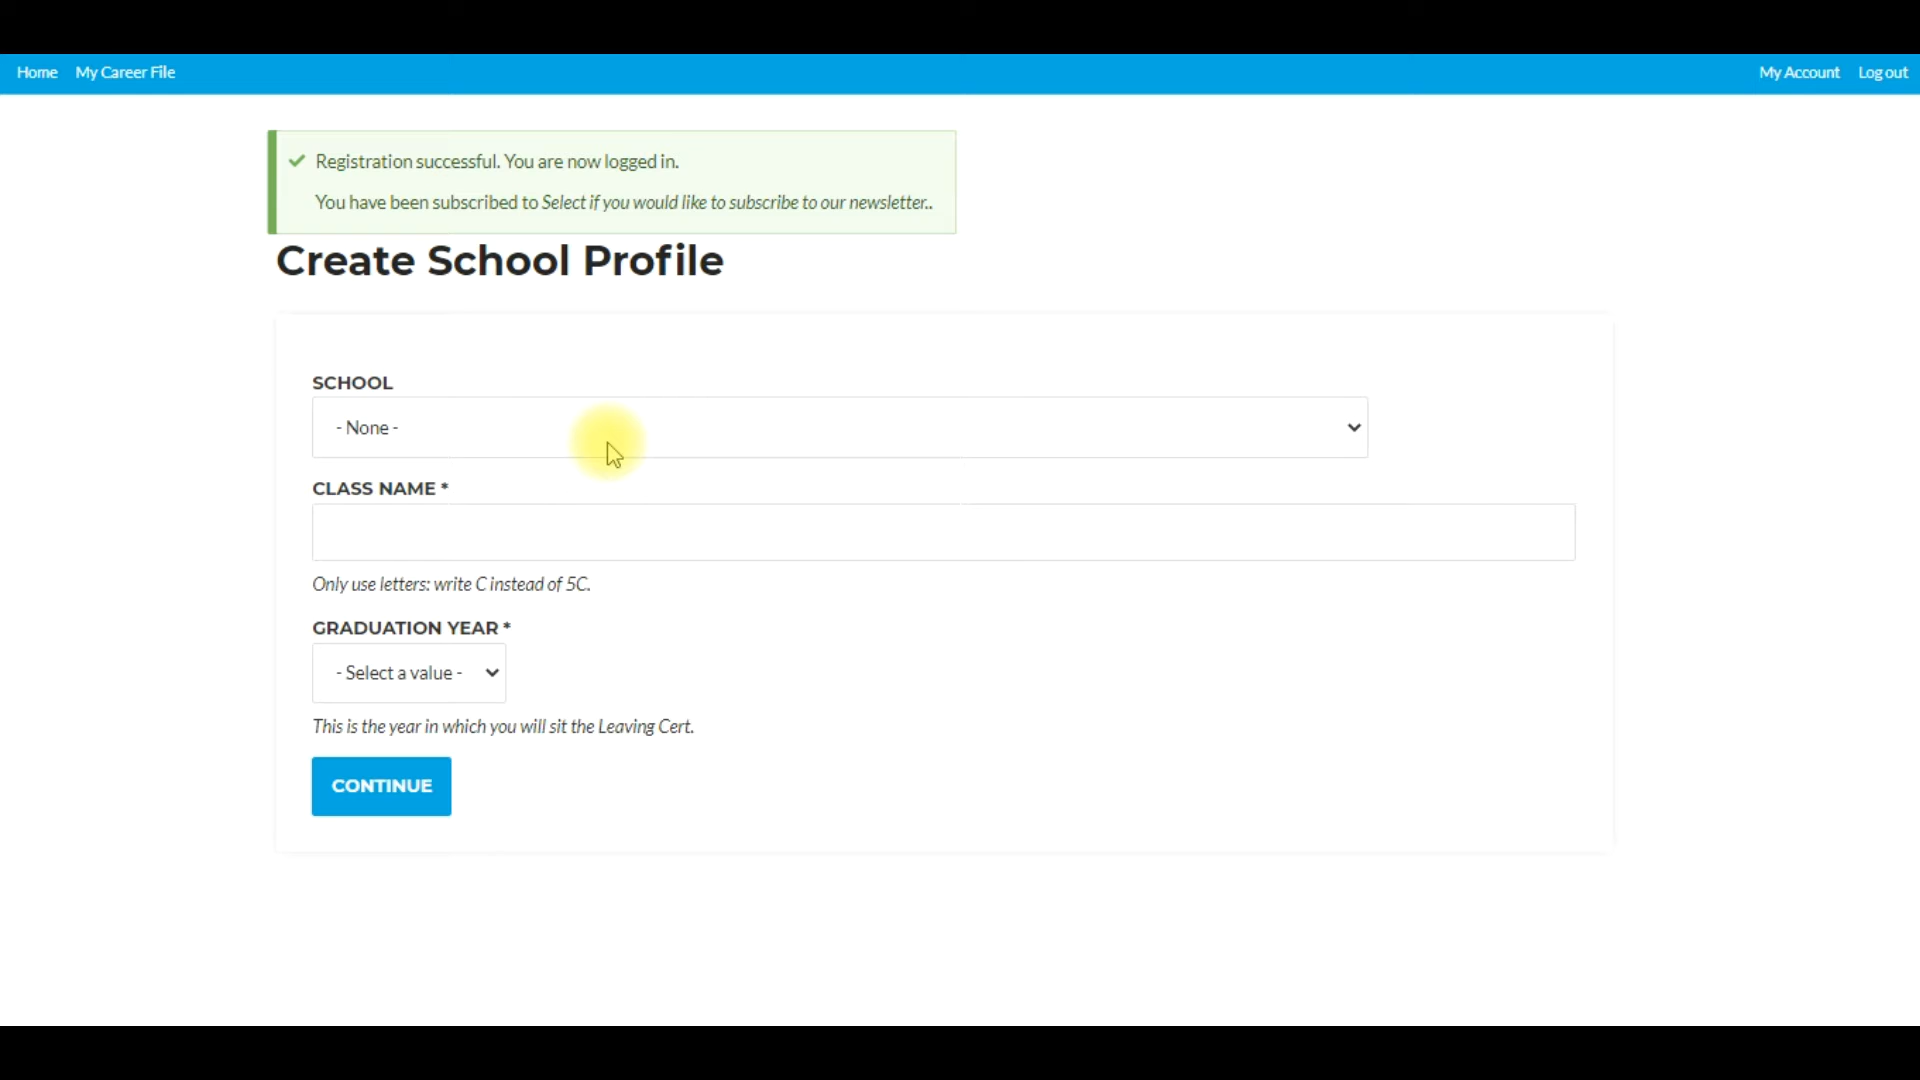 Home My Career File My Account Log out
Registration successful. You are now logged in.
You have been subscribed to Select if you would like to subscribe to our newsletter..
Create School Profile
SCHOOL
- None -
CLASS NAME *
Only use letters: write C instead of 5C.
GRADUATION YEAR *
- Select a value -
This is the year in which you will sit the Leaving Cert.
CONTINUE